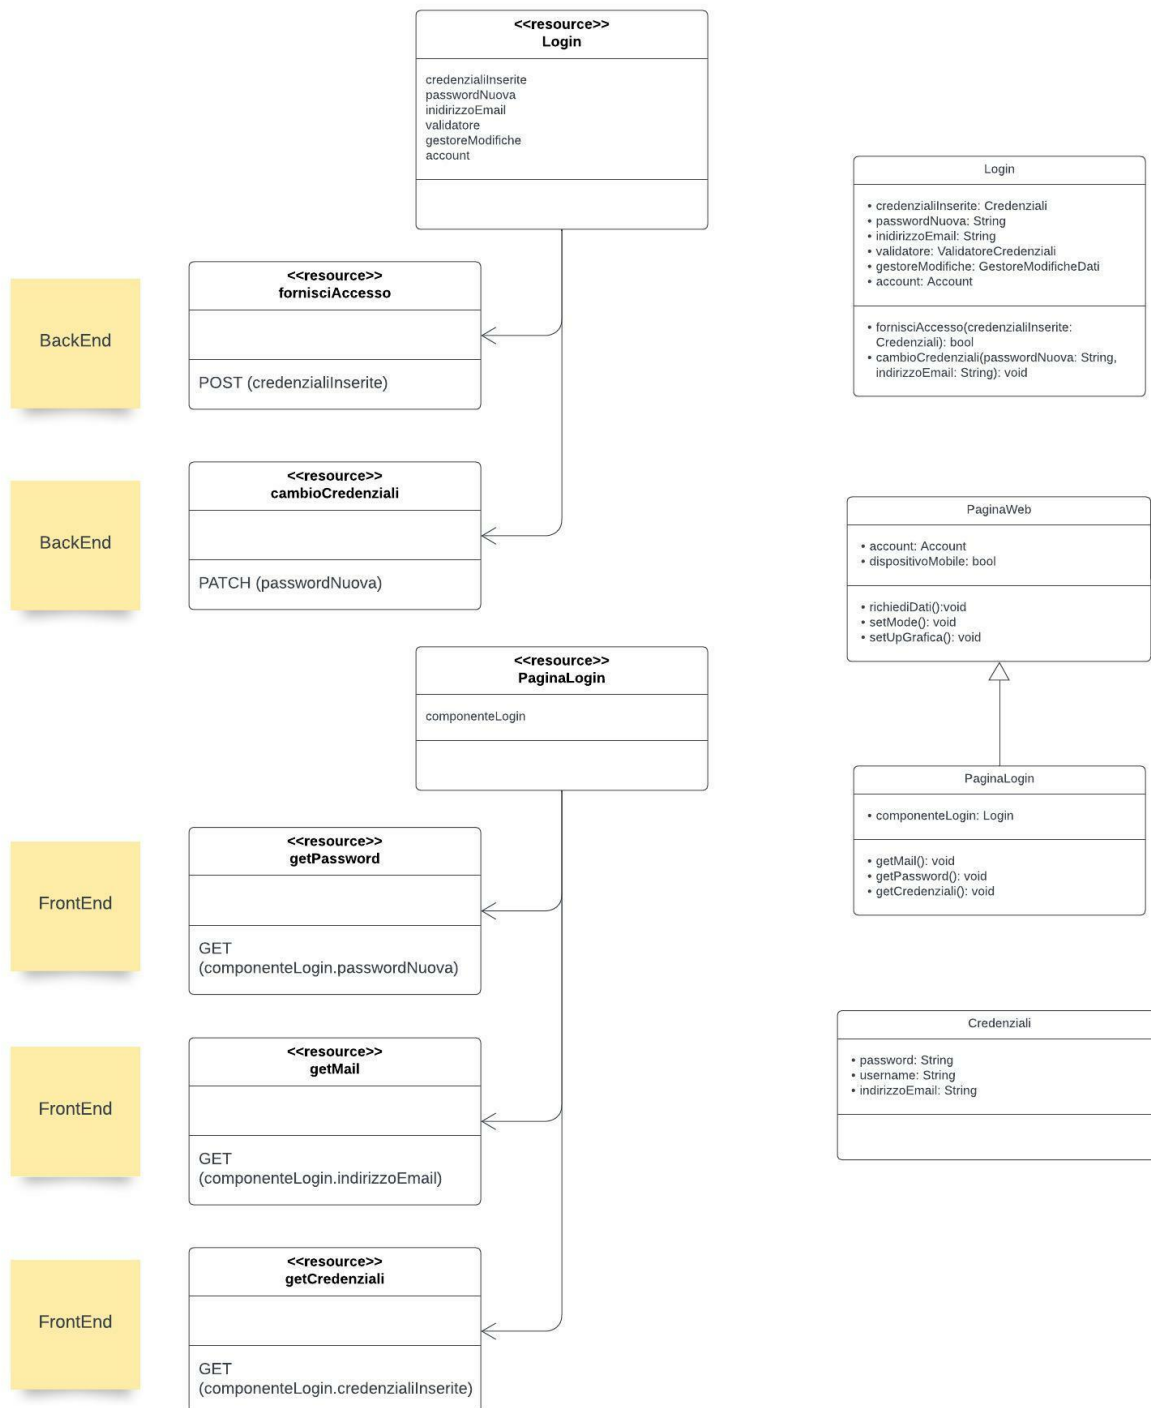 <<resource>>
Login
credenzialiInserite
passwordNuova
inidirizzoEmail
validatore
gestoreModifiche
account
BackEnd
<<resource>>
fornisciAccesso
POST (credenzialiInserite)
BackEnd
<<resource>>
cambioCredenziali
PATCH (passwordNuova)
<<resource>>
PaginaLogin
componenteLogin
FrontEnd
<<resource>>
getPassword
GET
(componenteLogin.passwordNuova)
FrontEnd
<<resource>>
getMail
GET
(componenteLogin.indirizzoEmail)
FrontEnd
<<resource>>
getCredenziali
GET
(componenteLogin.credenzialiInserite)
Login
• credenzialiInserite: Credenziali
• passwordNuova: String
• inidirizzoEmail: String
• validatore: ValidatoreCredenziali
• gestoreModifiche: GestoreModificheDati
• account: Account
• fornisciAccesso(credenzialiInserite:
Credenziali): bool
• cambioCredenziali(passwordNuova: String,
indirizzoEmail: String): void
PaginaWeb
• account: Account
• dispositivoMobile: bool
• richiediDati():void
• setMode(): void
• setUpGrafica(): void
PaginaLogin
• componenteLogin: Login
• getMail(): void
• getPassword(): void
• getCredenziali(): void
Credenziali
• password: String
• username: String
• indirizzoEmail: String